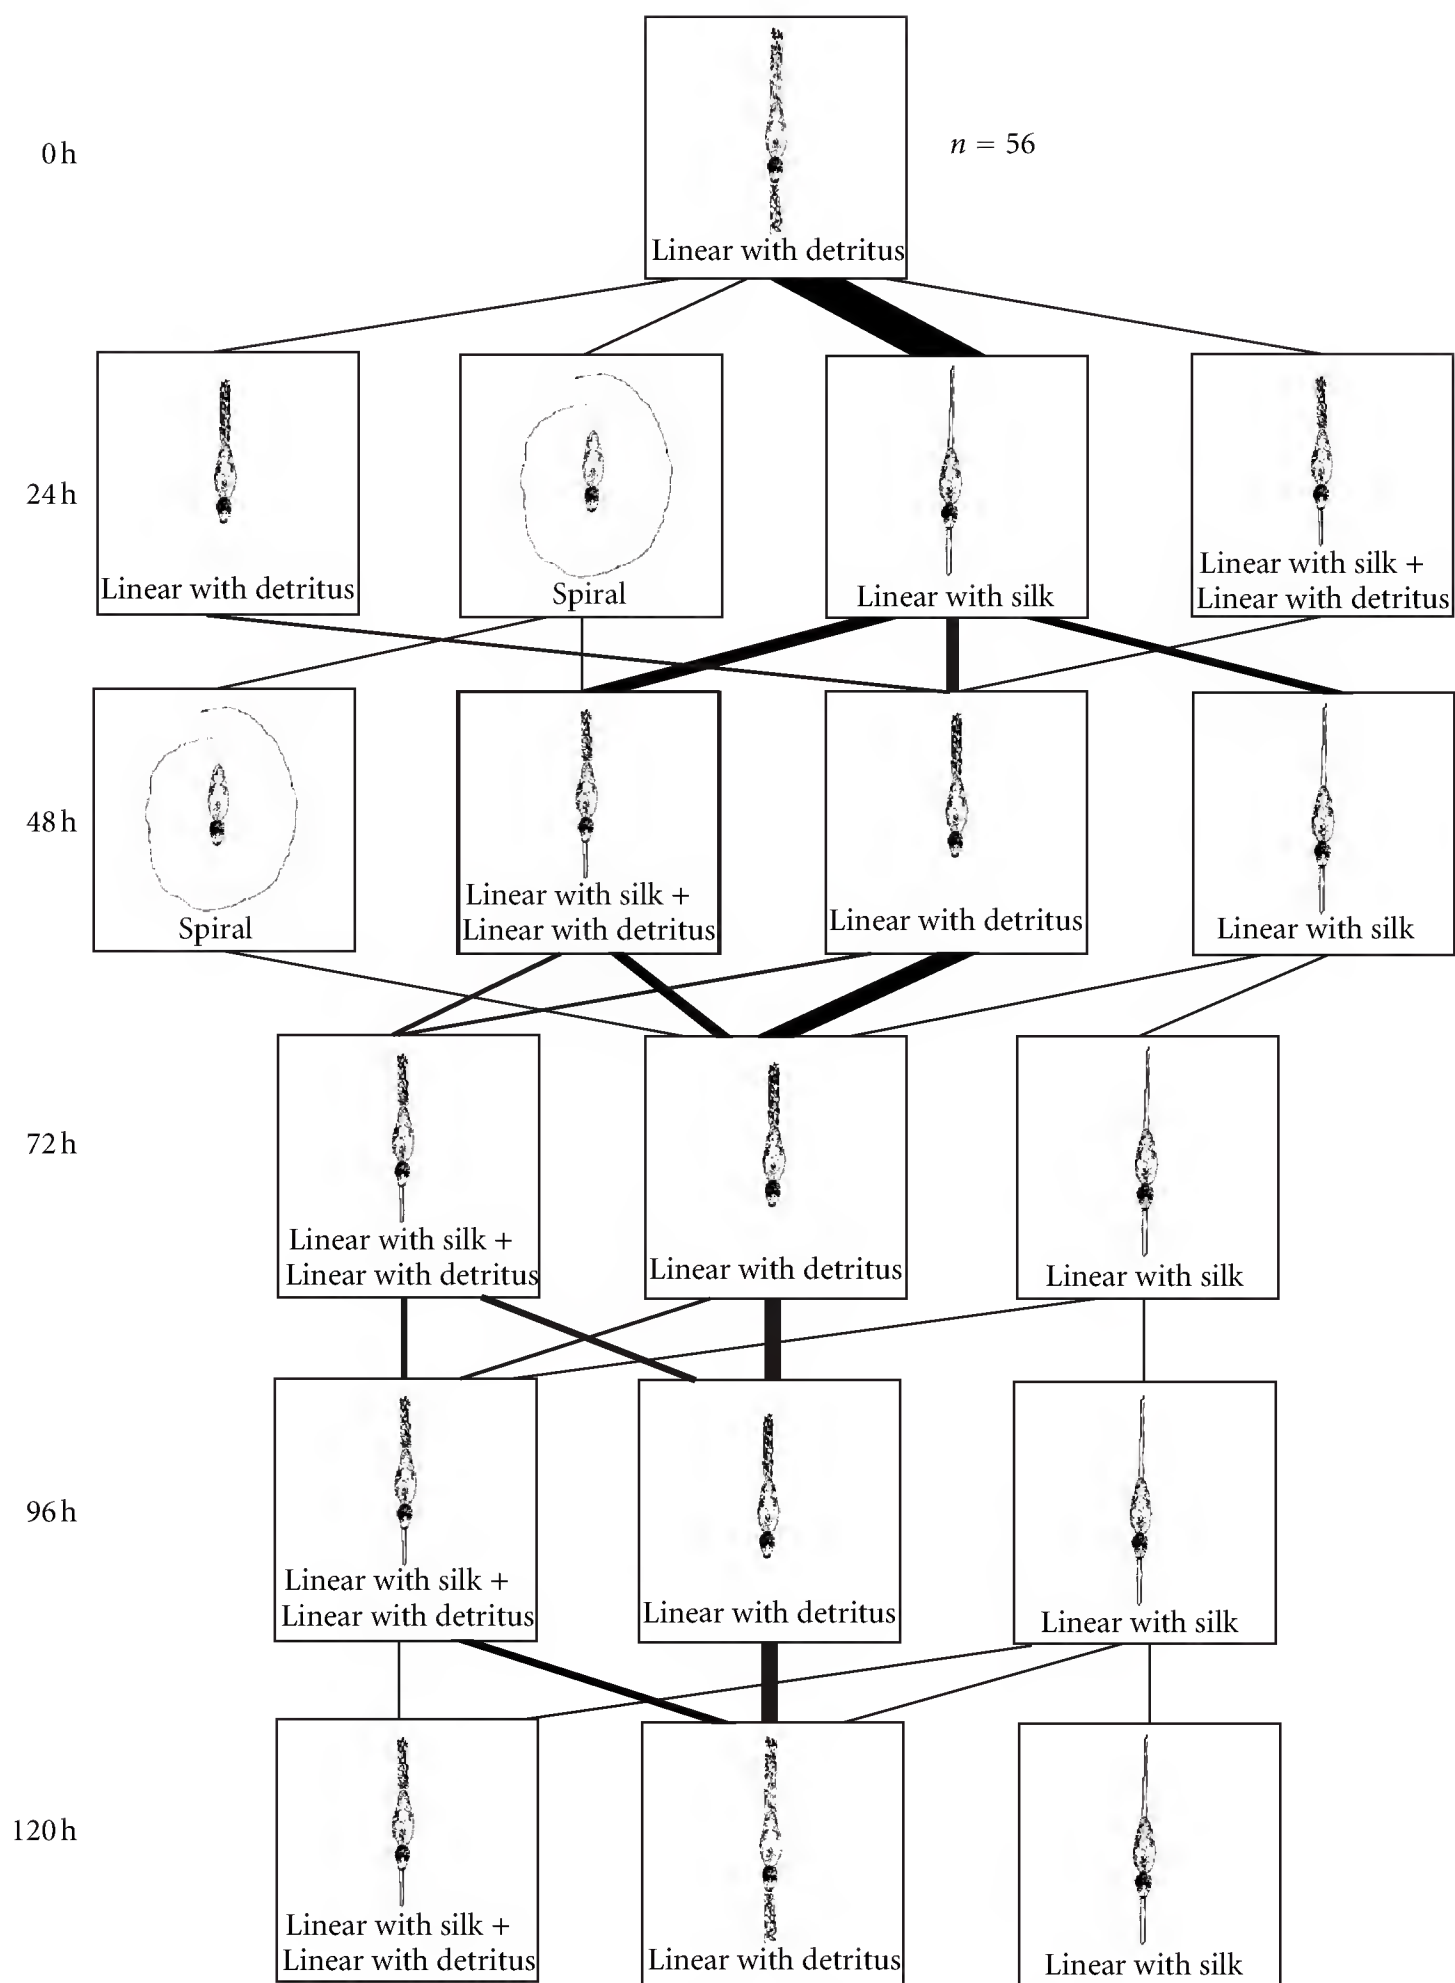 0 h
n = 56
Linear with detritus
24 h
Linear with detritus
Spiral
Linear with silk
Linear with silk +
Linear with detritus
48 h
Spiral
Linear with silk +
Linear with detritus
Linear with detritus
Linear with silk
72 h
Linear with silk +
Linear with detritus
Linear with detritus
Linear with silk
96 h
Linear with silk +
Linear with detritus
Linear with detritus
Linear with silk
120 h
Linear with silk +
Linear with detritus
Linear with detritus
Linear with silk